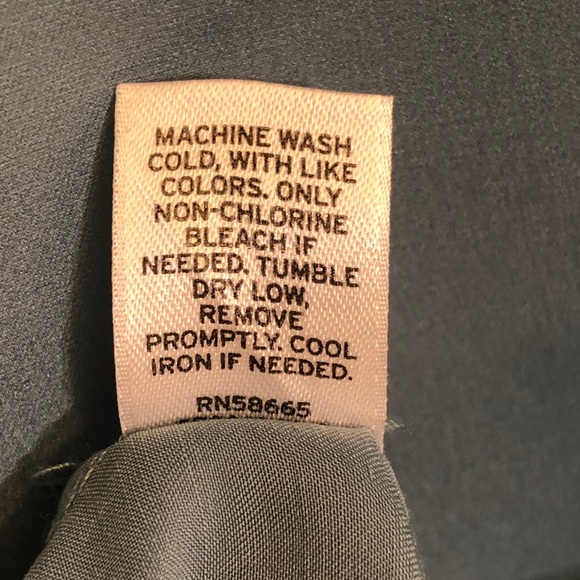 MACHINE WASH
COLD, WITH LIKE
COLORS. ONLY
NON-CHLORINE
BLEACH IF
NEEDED. TUMBLE
DRY LOW,
REMOVE
PROMPTLY. COOL
IRON IF NEEDED.
RN58665